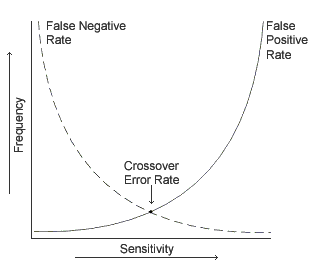 False Negative
Rate
False
Positive
Rate
Frequency
Crossover
Error Rate
Sensitivity